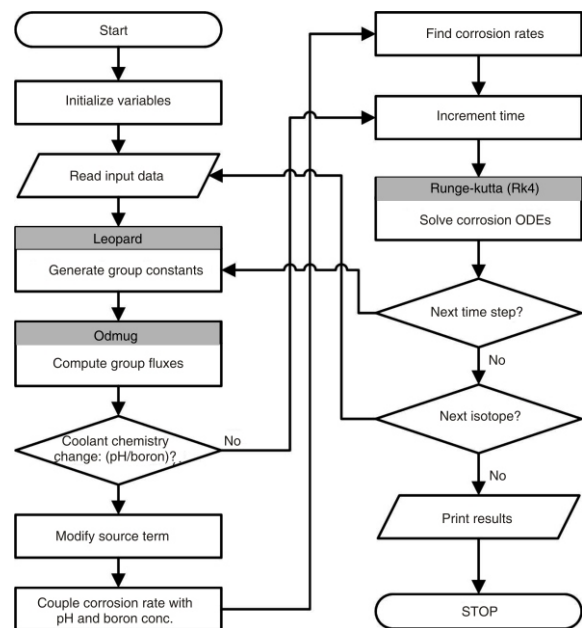 Start
Initialize variables
Read input data
Leopard
Generate group constants
Odmug
Compute group fluxes
Coolant chemistry
change: (pH/boron)?
No
Modify source term
Couple corrosion rate with
pH and boron conc.
Find corrosion rates
Increment time
Runge-kutta (Rk4)
Solve corrosion ODEs
Next time step?
No
Next isotope?
No
Print results
STOP